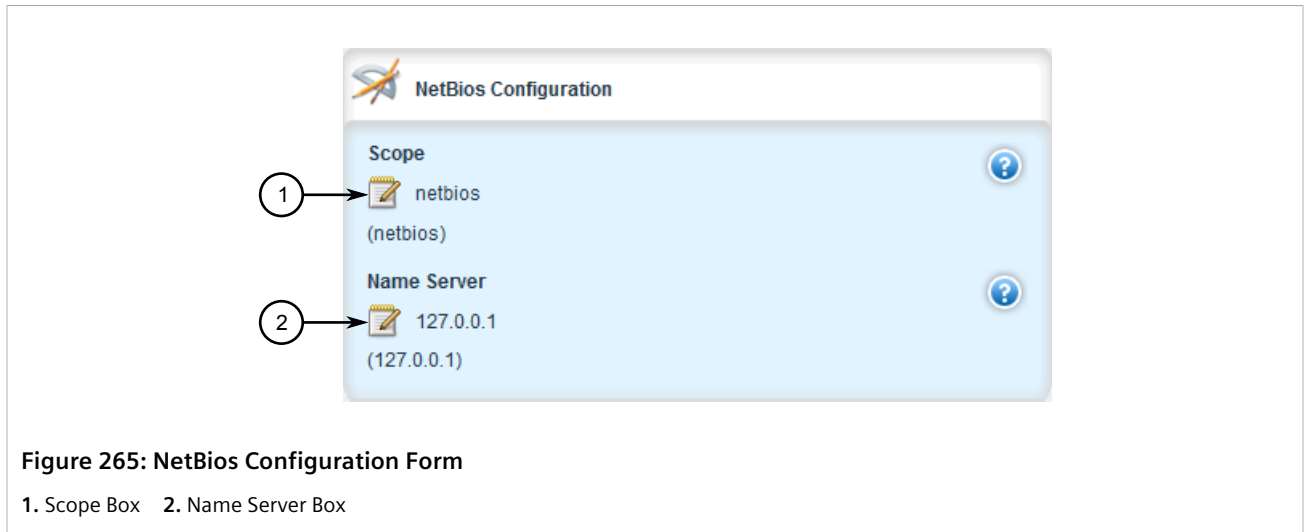 NetBios Configuration
Scope
1
netbios
(netbios)
Name Server
2
127.0.0.1
(127.0.0.1)
Figure 265: NetBios Configuration Form
1. Scope Box 2. Name Server Box